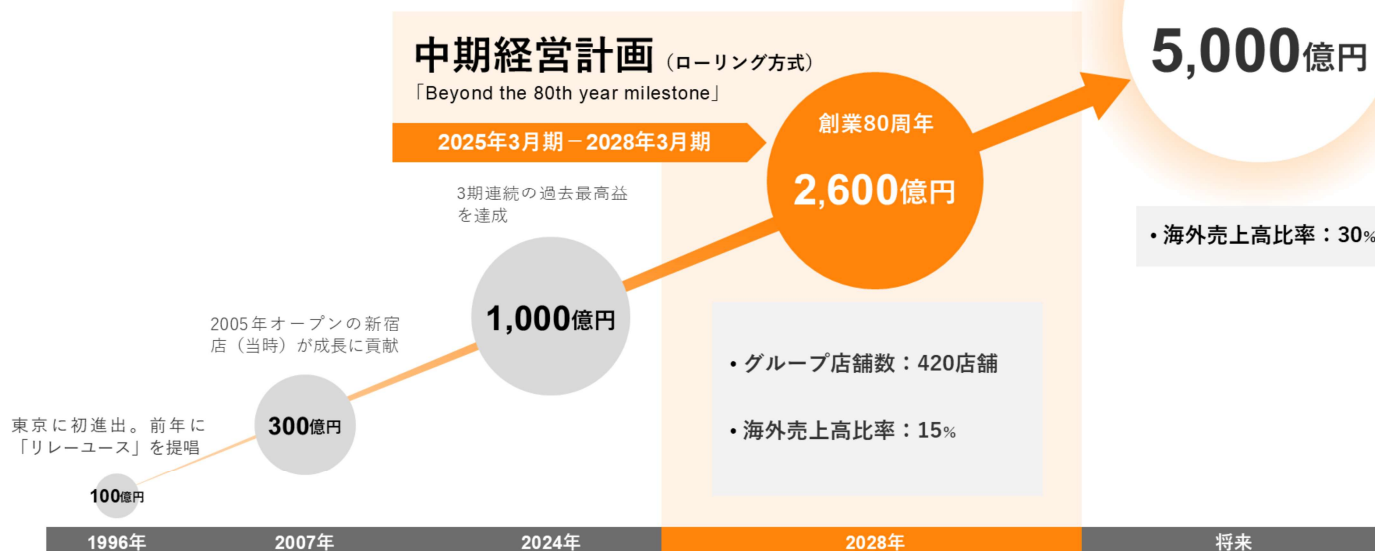 中期経営計画（ローリング方式）
「Beyond the 80th year milestone」
2025年3月期－2028年3月期
5,000億円
・海外売上高比率：30%
創業80周年
2,600億円
・グループ店舗数：420店舗
・海外売上高比率：15%
3期連続の過去最高益
を達成
1,000億円
2005年オープンの新宿
店（当時）が成長に貢献
300億円
東京に初進出。前年に
「リレーユース」を提唱
100億円
1996年
2007年
2024年
2028年
将来